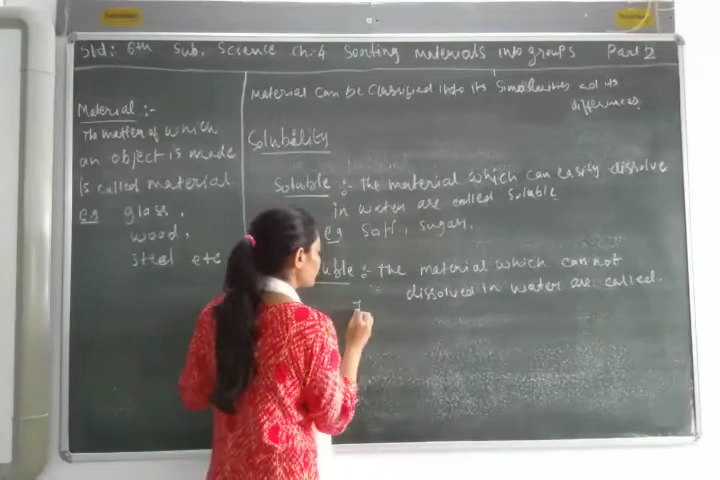 Std: 6th Sub. Science Ch:4 Sorting materials into groups Part 2
Material can be classified into its Similarities ad its
differences
Material :-
The matter of which
an object is made
is called material
eg glass,
wood,
steel etc
Solubility
Soluble :- The material which can easily dissolve
in water are called soluble
eg Salt, sugar.
uble :- The material which can not
dissolved in water are called.